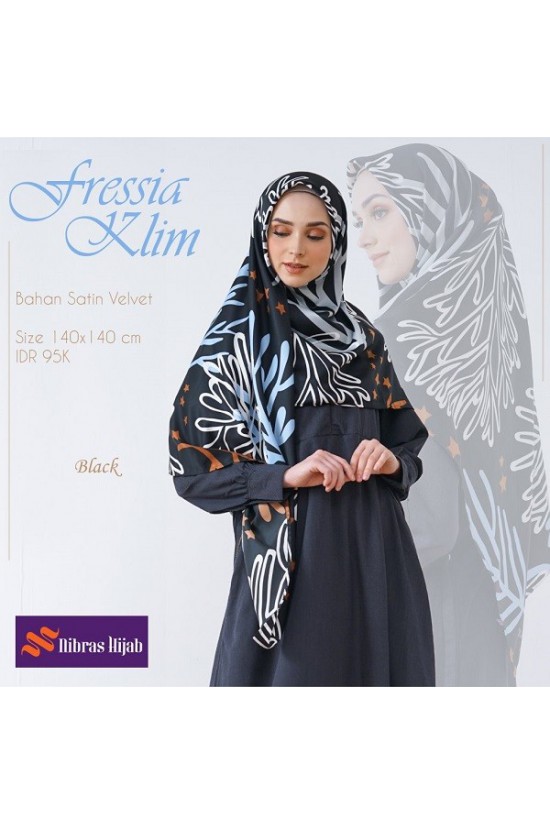 Fressia
Klim
Bahan Satin Velvet
Size 140x140 cm
IDR 95K
Black
Nibras Hijab